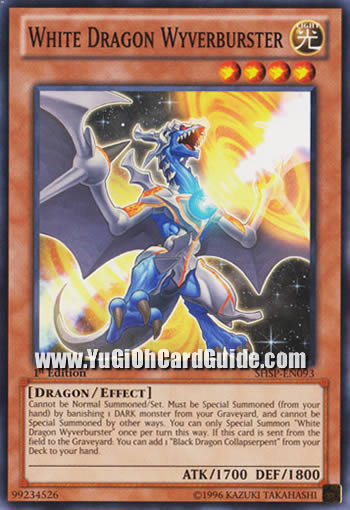 WHITE DRAGON WYVERBURSTER
LIGHT
光
www.YuGiOhCardGuide.com
1st Edition
SHSP-EN093
[DRAGON/EFFECT]
Cannot be Normal Summoned/Set. Must be Special Summoned (from your
hand) by banishing 1 DARK monster from your Graveyard, and cannot be
Special Summoned by other ways. You can only Special Summon "White
Dragon Wyverburster" once per turn this way. If this card is sent from the
field to the Graveyard: You can add 1 "Black Dragon Collapserpent" from your
Deck to your hand.
ATK/1700 DEF/1800
99234526
©1996 KAZUKI TAKAHASHI